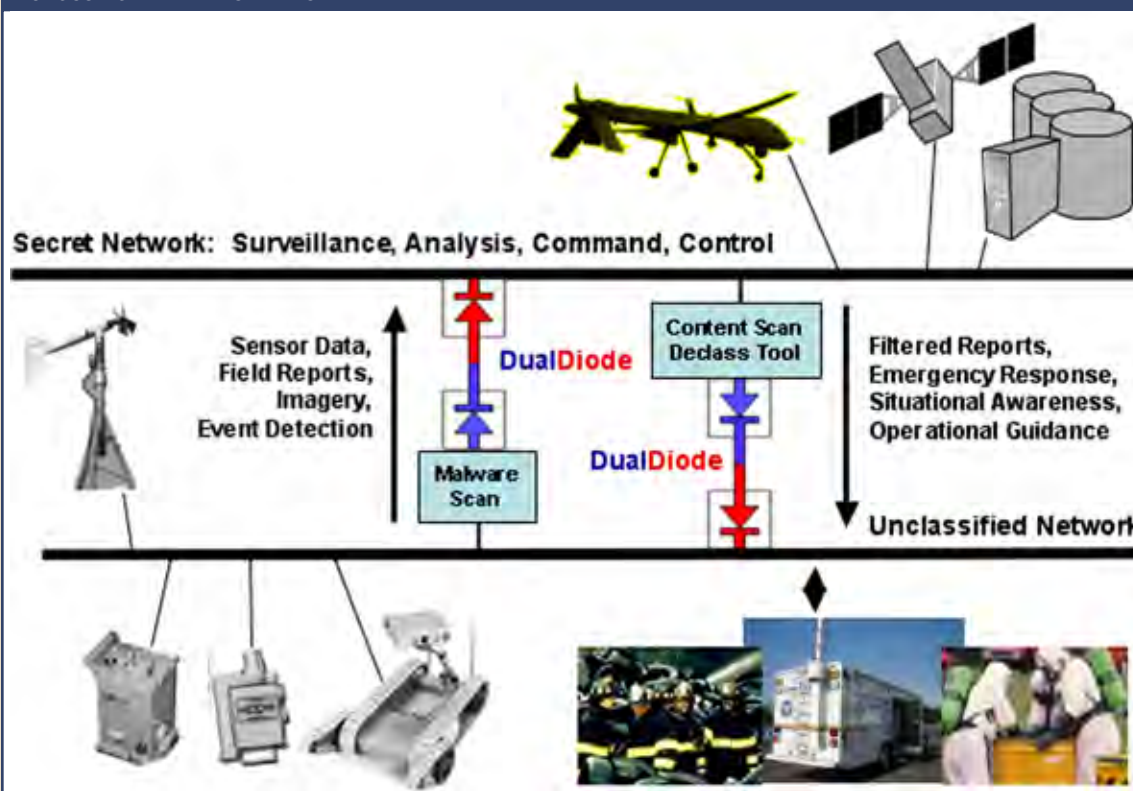 Secret Network: Surveillance, Analysis, Command, Control
Sensor Data,
Field Reports,
Imagery,
Event Detection
DualDiode
Malware
Scan
Content Scan
Declass Tool
DualDiode
Filtered Reports,
Emergency Response,
Situational Awareness,
Operational Guidance
Unclassified Network